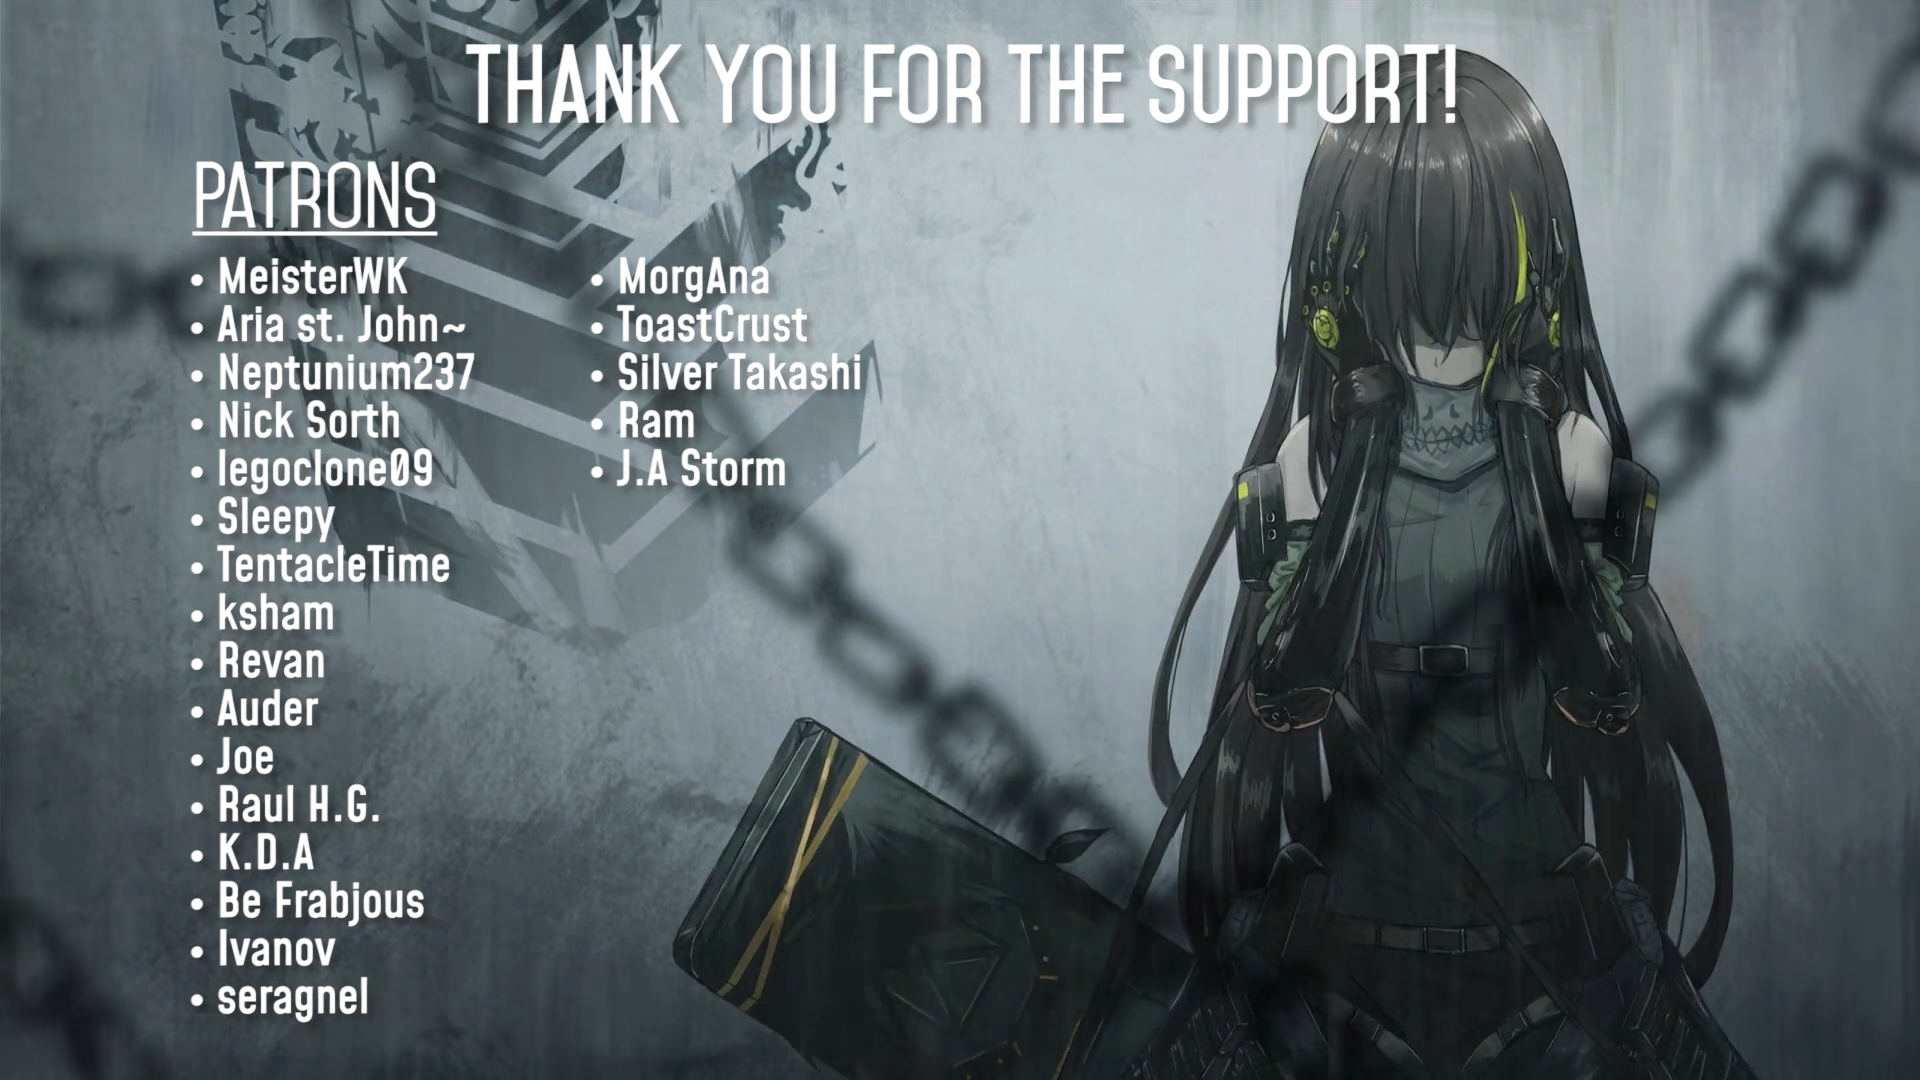 THANK YOU FOR THE SUPPORT!
PATRONS
• MeisterWK
• Aria st. John~
• Neptunium237
• Nick Sorth
• legoclone09
• Sleepy
• TentacleTime
• ksham
• Revan
• Auder
• Joe
• Raul H.G.
• K.D.A
• Be Frabjous
• Ivanov
• seragnel
• MorgAna
• ToastCrust
• Silver Takashi
• Ram
• J.A Storm